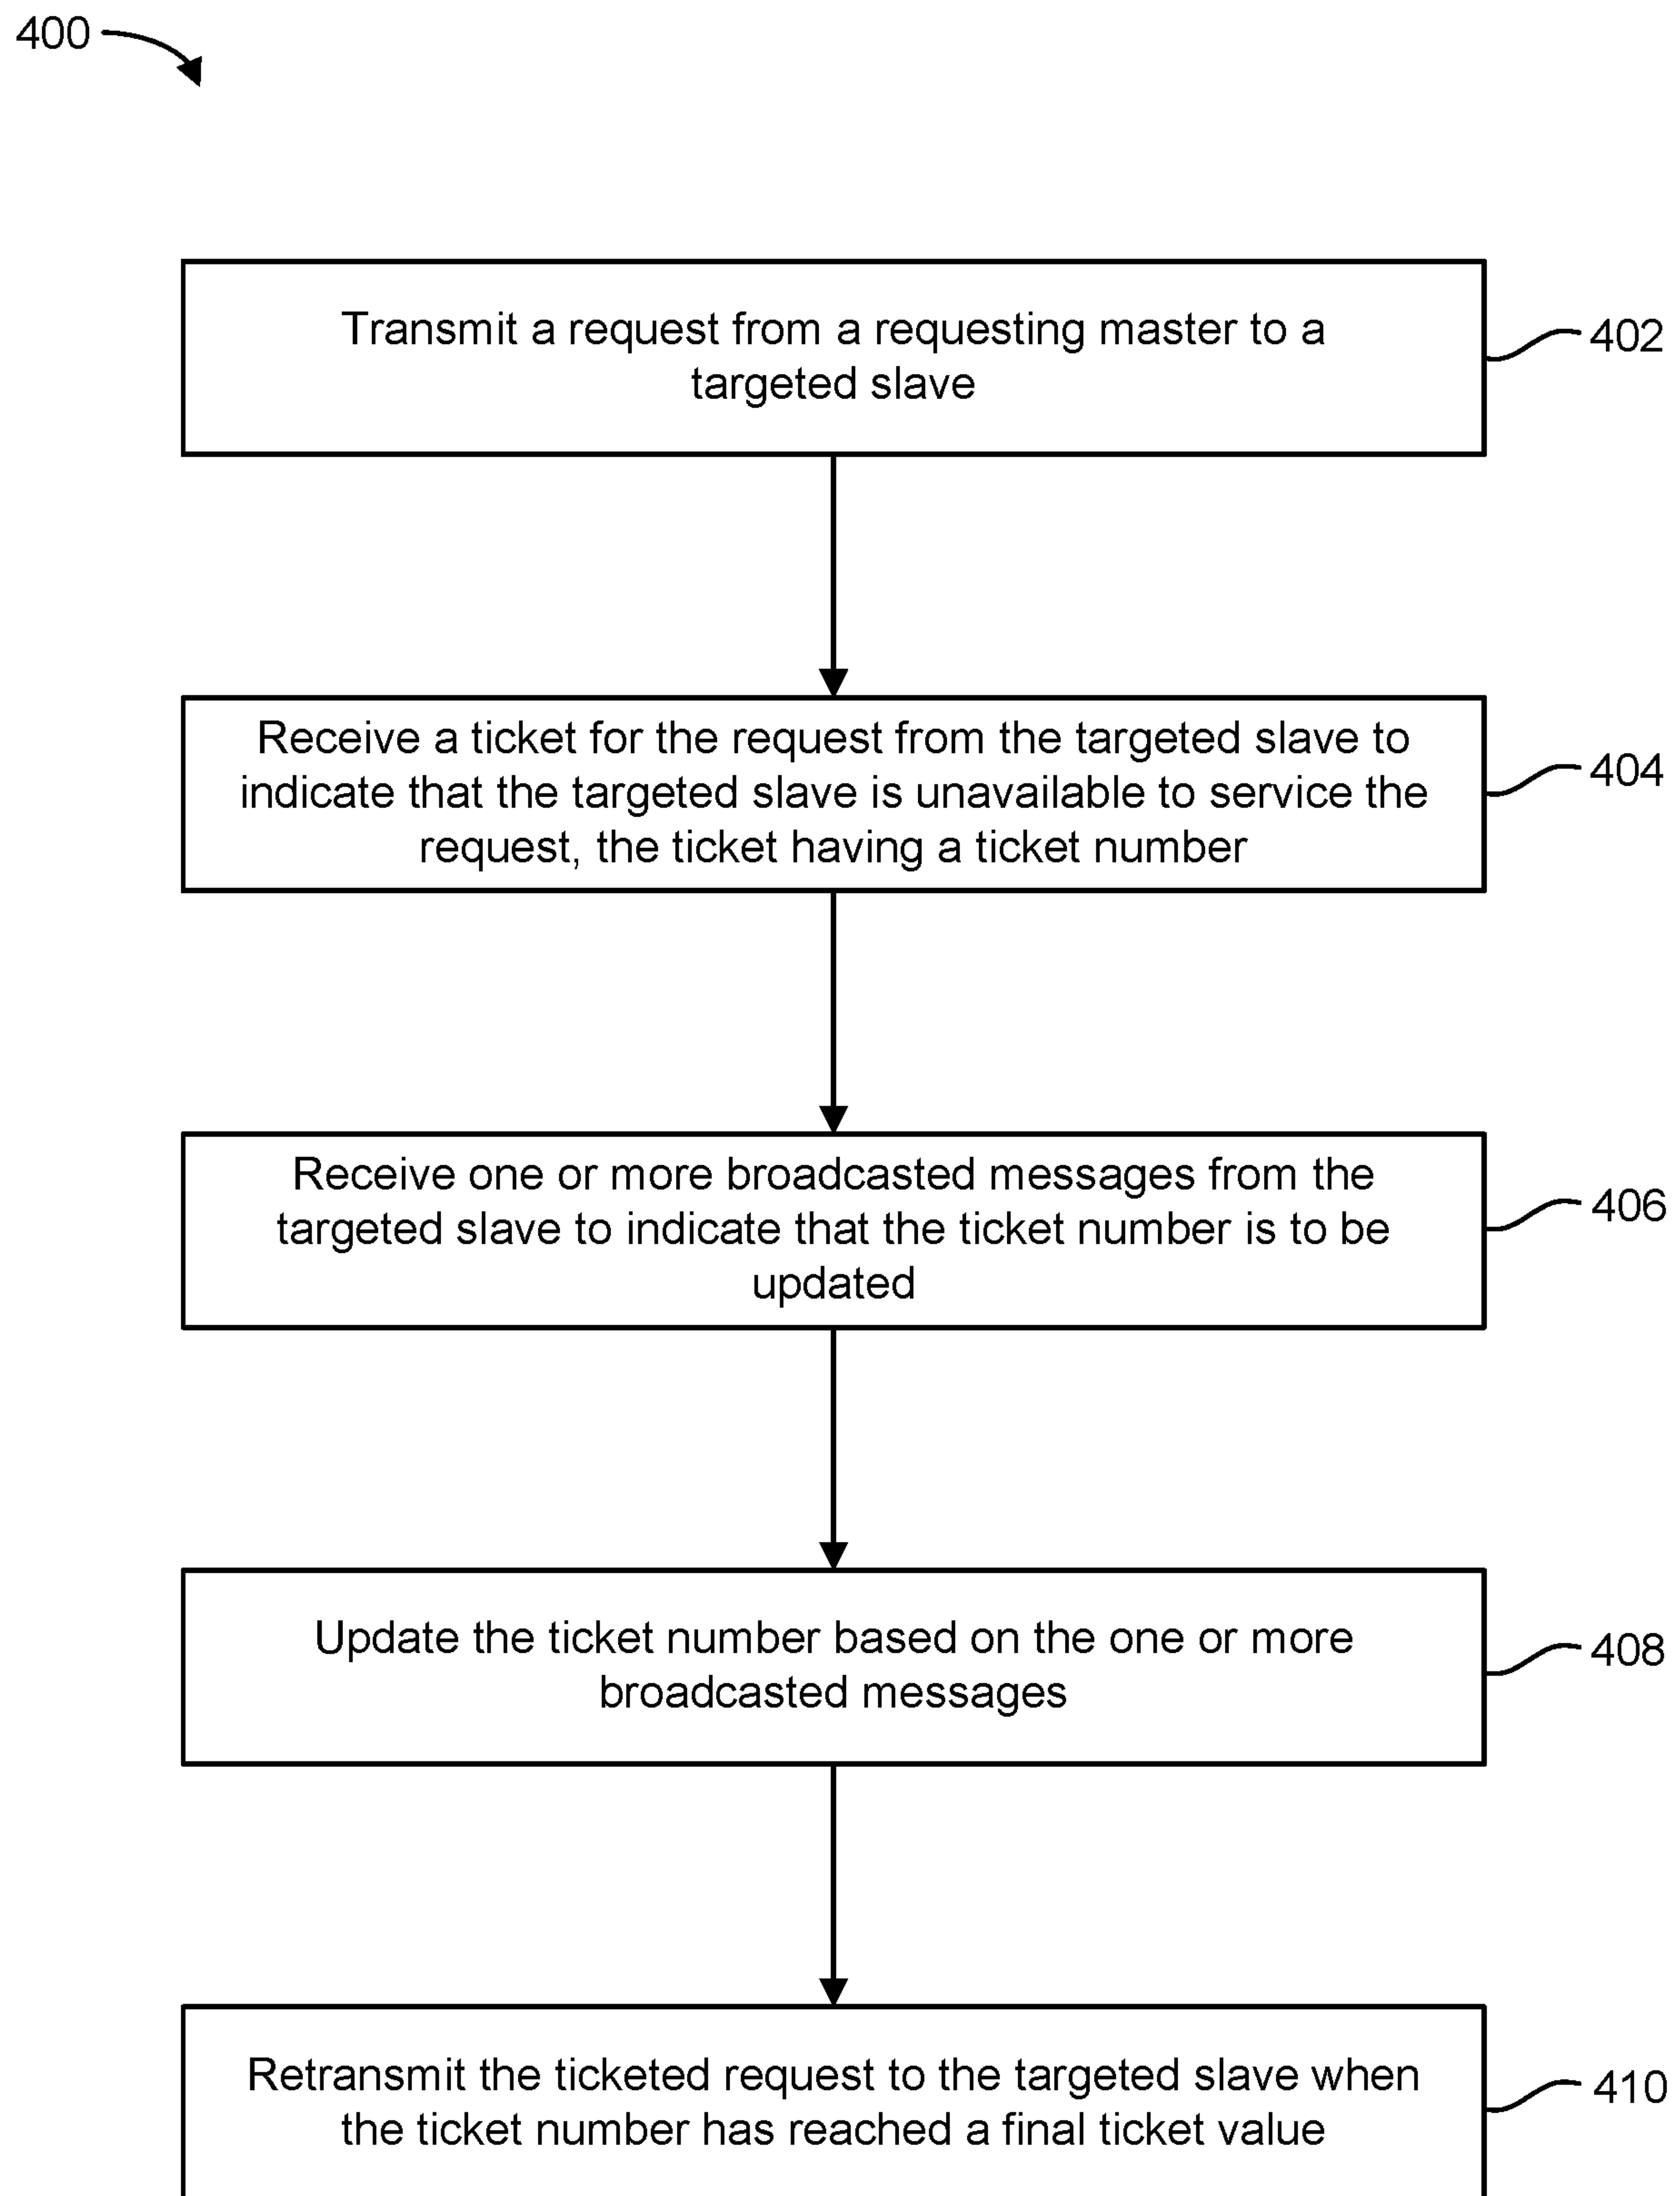 400
Transmit a request from a requesting master to a
targeted slave
402
Receive a ticket for the request from the targeted slave to
indicate that the targeted slave is unavailable to service the
request, the ticket having a ticket number
404
Receive one or more broadcasted messages from the
targeted slave to indicate that the ticket number is to be
updated
406
Update the ticket number based on the one or more
broadcasted messages
408
Retransmit the ticketed request to the targeted slave when
the ticket number has reached a final ticket value
410